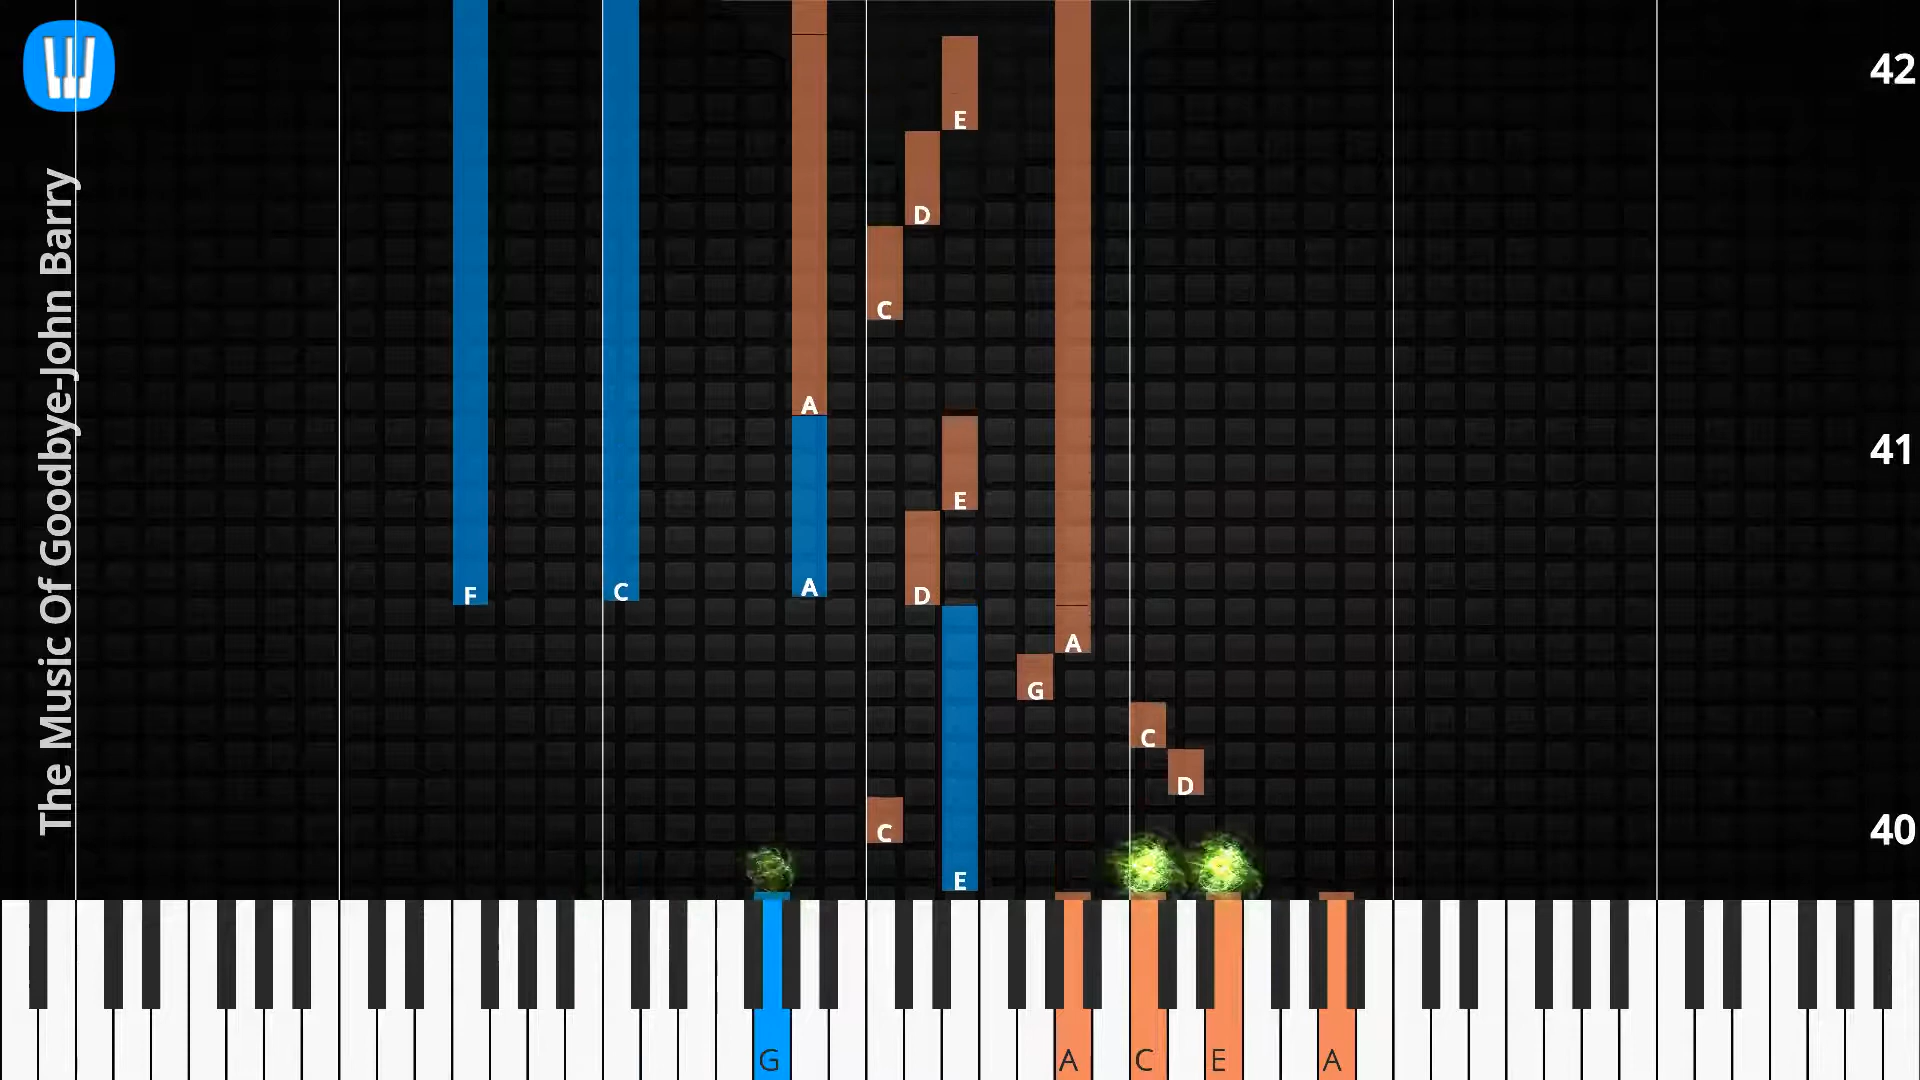 The Music Of Goodbye-John Barry
42
E
D
C
A
41
E
F C A D
A
G
C
D
40
C
E
G A C E A